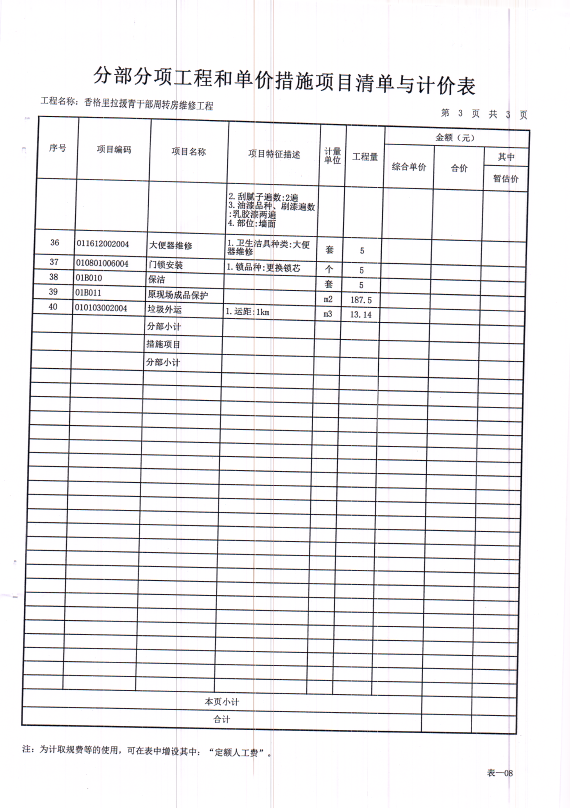 分部分项工程和单价措施项目清单与计价表
工程名称：香格里拉援青干部周转房维修工程
第 3 页 共 3 页
序号 项目编码 项目名称 项目特征描述 计量单位 工程量 金额（元）
综合单价 合价 其中
暂估价
2.刮腻子遍数:2遍
3.油漆品种、刷漆遍数
:乳胶漆两遍
4.部位:墙面
36 011612002004 大便器维修 1.卫生洁具种类:大便
器维修 套 5
37 010801006004 门锁安装 1.锁品种:更换锁芯 个 5
38 01B010 保洁 套 5
39 01B011 原现场成品保护 m2 187.5
40 010103002004 垃圾外运 1.运距:1km m3 13.14
分部小计
措施项目
分部小计
本页小计
合计
注：为计取规费等的使用，可在表中增设其中：“定额人工费”。
表—08